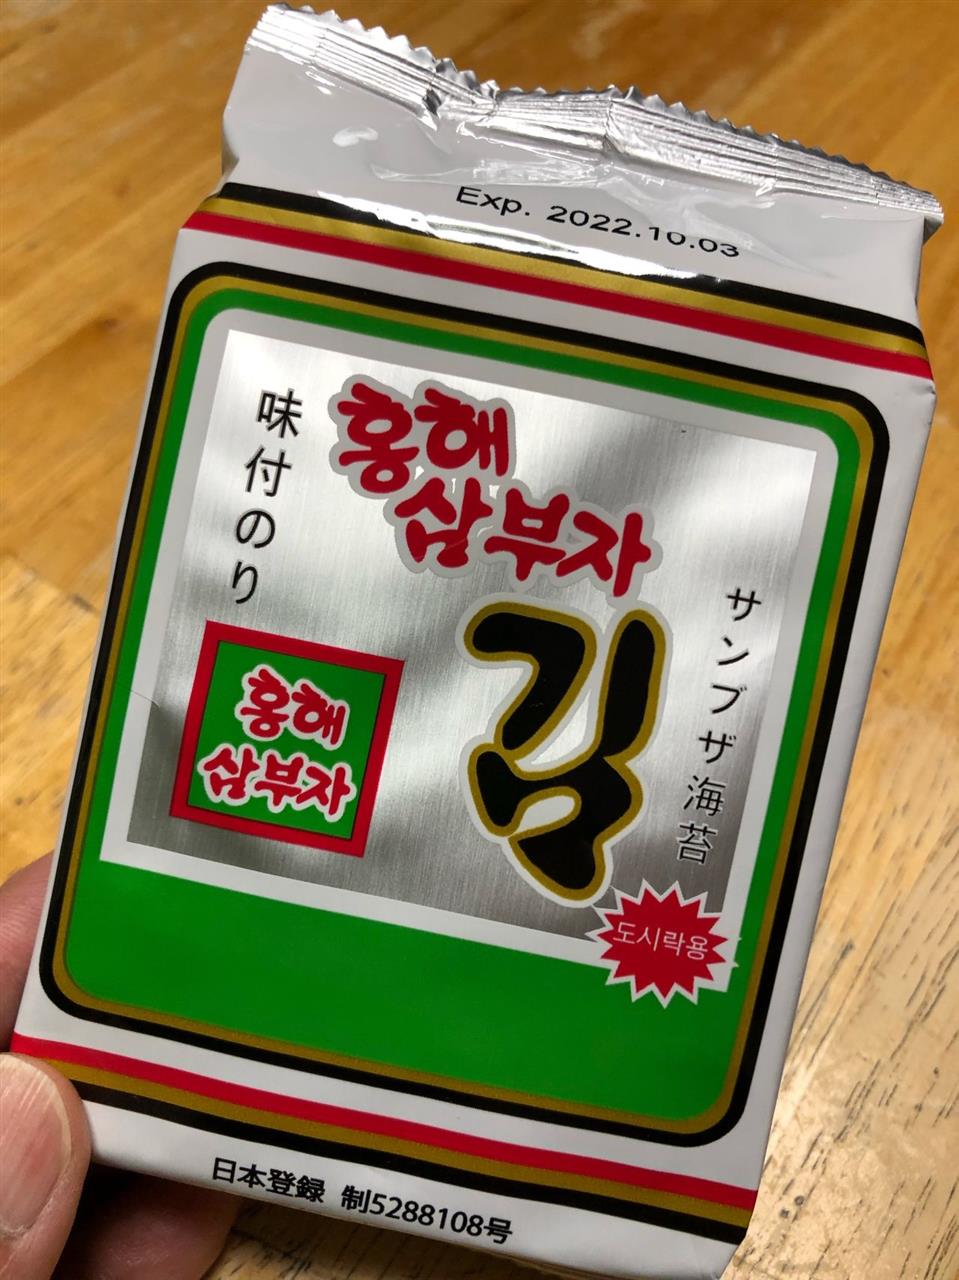 Exp. 2022.10.03
味付のり
홍해
삼부자
김
サンブザ海苔
홍해
삼부자
도시락용
日本登録 制5288108号